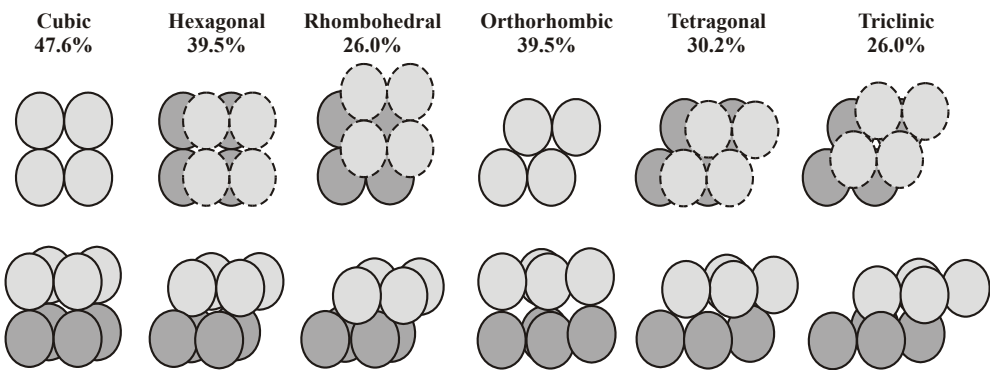 Cubic
47.6%
Hexagonal
39.5%
Rhombohedral
26.0%
Orthorhombic
39.5%
Tetragonal
30.2%
Triclinic
26.0%